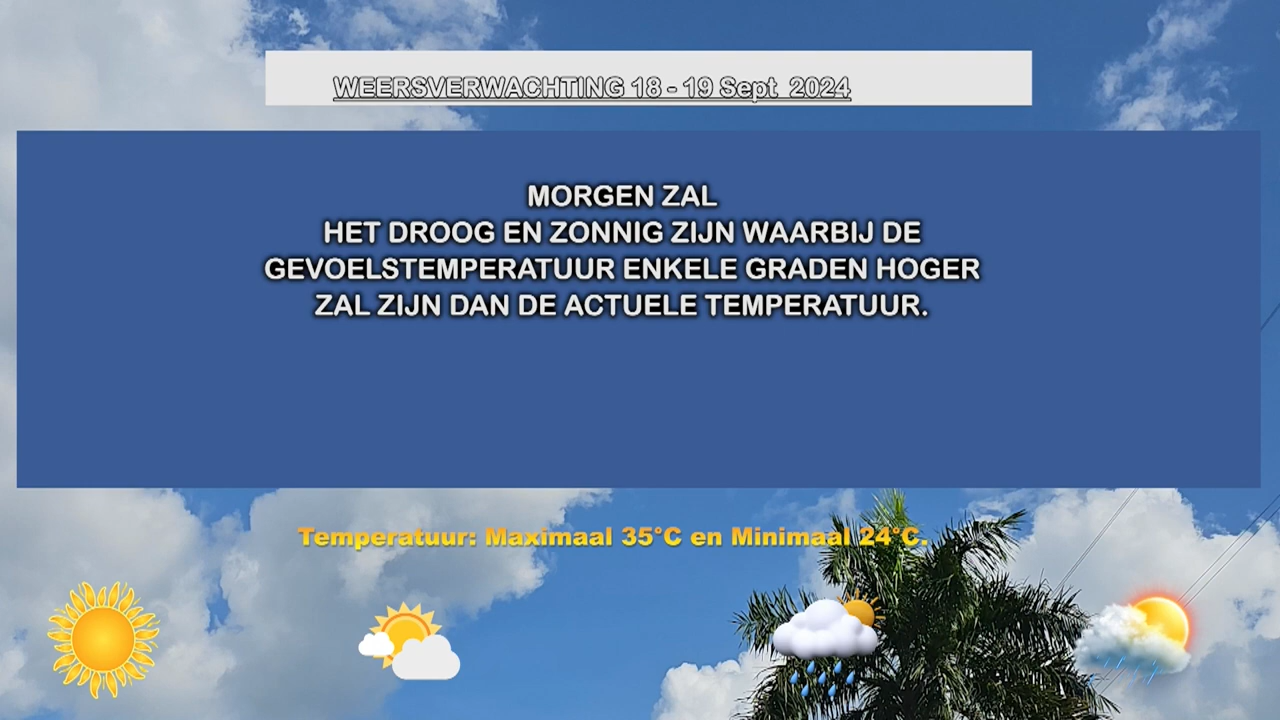 WEERSVERWACHTING 18 - 19 Sept 2024
MORGEN ZAL
HET DROOG EN ZONNIG ZIJN WAARBIJ DE
GEVOELSTEMPERATUUR ENKELE GRADEN HOGER
ZAL ZIJN DAN DE ACTUELE TEMPERATUUR.
Temperatuur: Maximaal 35°C en Minimaal 24°C.